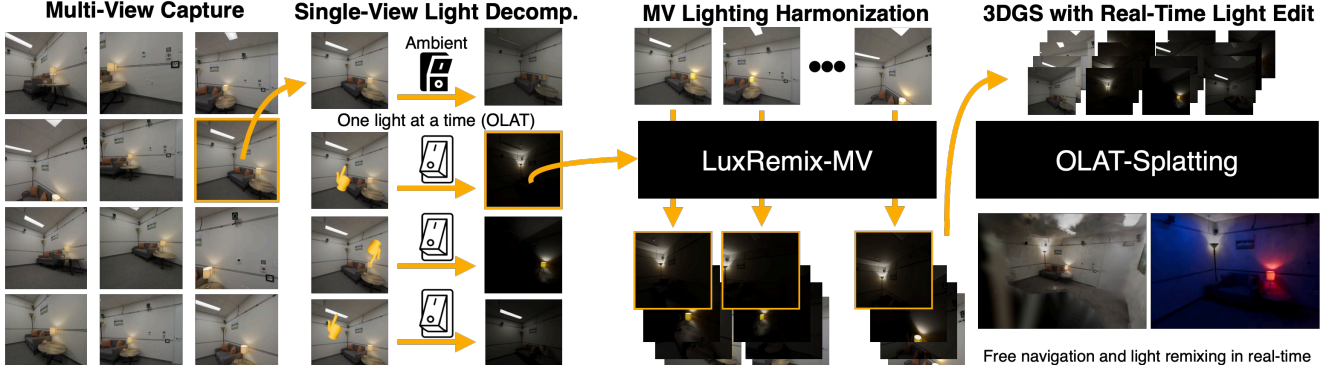 Multi-View Capture
Single-View Light Decomp.
Ambient
One light at a time (OLAT)
MV Lighting Harmonization
LuxRemix-MV
3DGS with Real-Time Light Edit
OLAT-Splatting
Free navigation and light remixing in real-time